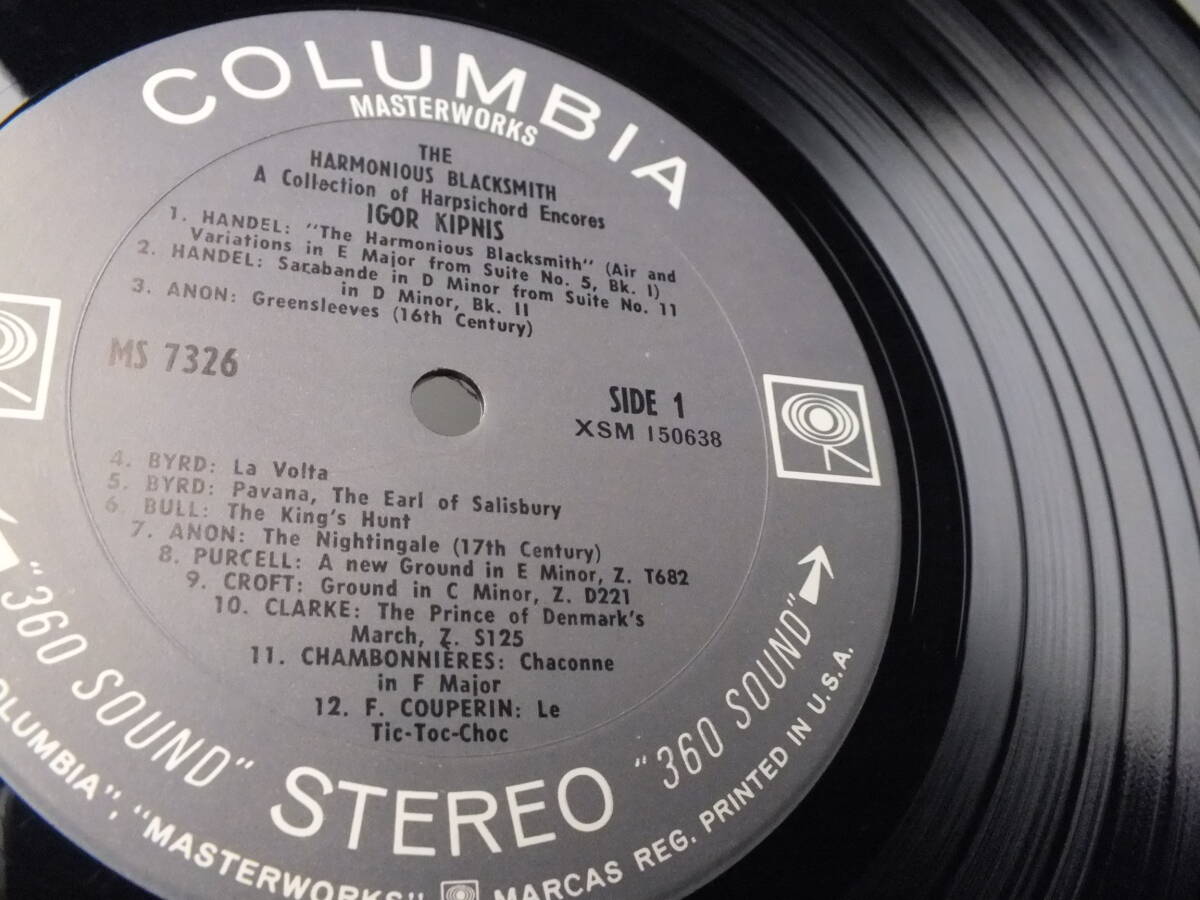 COLUMBIA
MASTERWORKS
THE
HARMONIOUS BLACKSMITH
A Collection of Harpsichord Encores
IGOR KIPNIS
1. HANDEL: "The Harmonious Blacksmith" (Air and
Variations in E Major from Suite No. 5, Bk. I)
2. HANDEL: Sarabande in D Minor from Suite No. 11
in D Minor, Bk. II
3. ANON: Greensleeves (16th Century)
MS 7326
SIDE 1
XSM 150638
4. BYRD: La Volta
5. BYRD: Pavana, The Earl of Salisbury
6. BULL: The King's Hunt
7. ANON: The Nightingale (17th Century)
8. PURCELL: A new Ground in E Minor, Z. T682
9. CROFT: Ground in C Minor, Z. D221
10. CLARKE: The Prince of Denmark's
March, Z. S125
11. CHAMBONNIÈRES: Chaconne
in F Major
12. F. COUPERIN: Le
Tic-Toc-Choc
"360 SOUND" STEREO "360 SOUND"
COLUMBIA", "MASTERWORKS" MARCAS REG. PRINTED IN U.S.A.